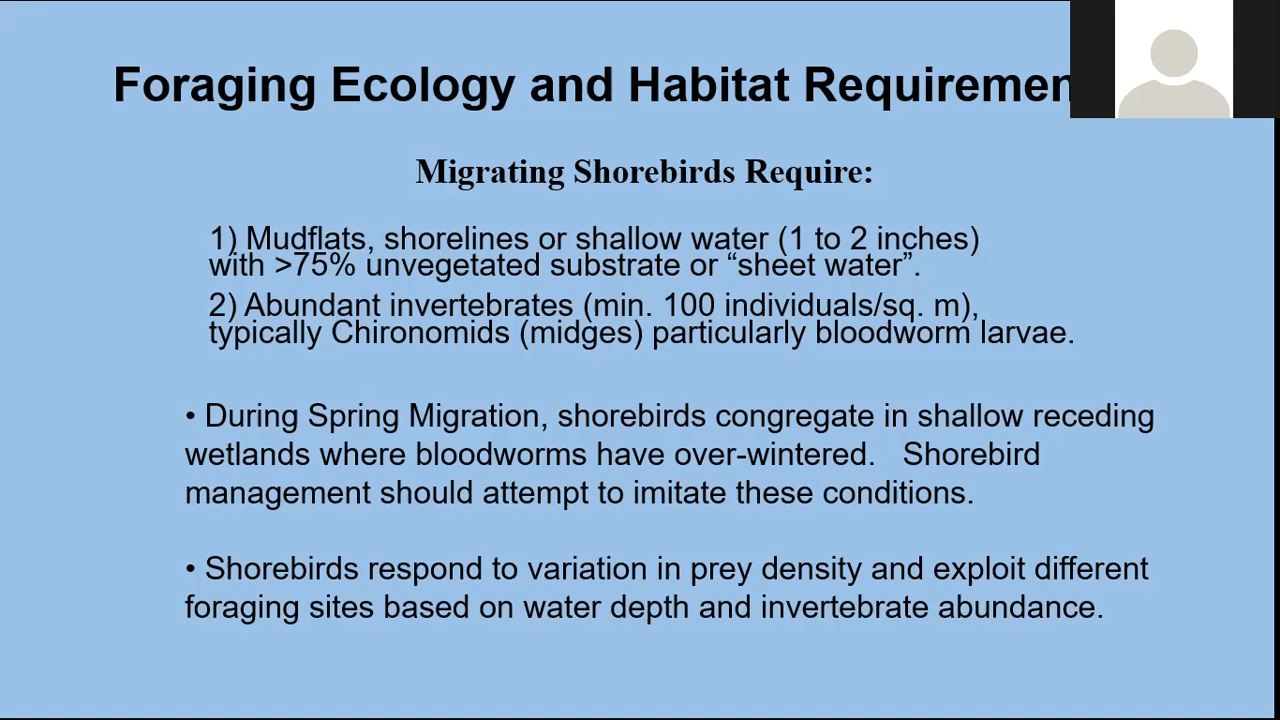 Foraging Ecology and Habitat Requiremen
Migrating Shorebirds Require:
1) Mudflats, shorelines or shallow water (1 to 2 inches)
with >75% unvegetated substrate or “sheet water”.
2) Abundant invertebrates (min. 100 individuals/sq. m),
typically Chironomids (midges) particularly bloodworm larvae.
• During Spring Migration, shorebirds congregate in shallow receding
wetlands where bloodworms have over-wintered. Shorebird
management should attempt to imitate these conditions.
• Shorebirds respond to variation in prey density and exploit different
foraging sites based on water depth and invertebrate abundance.